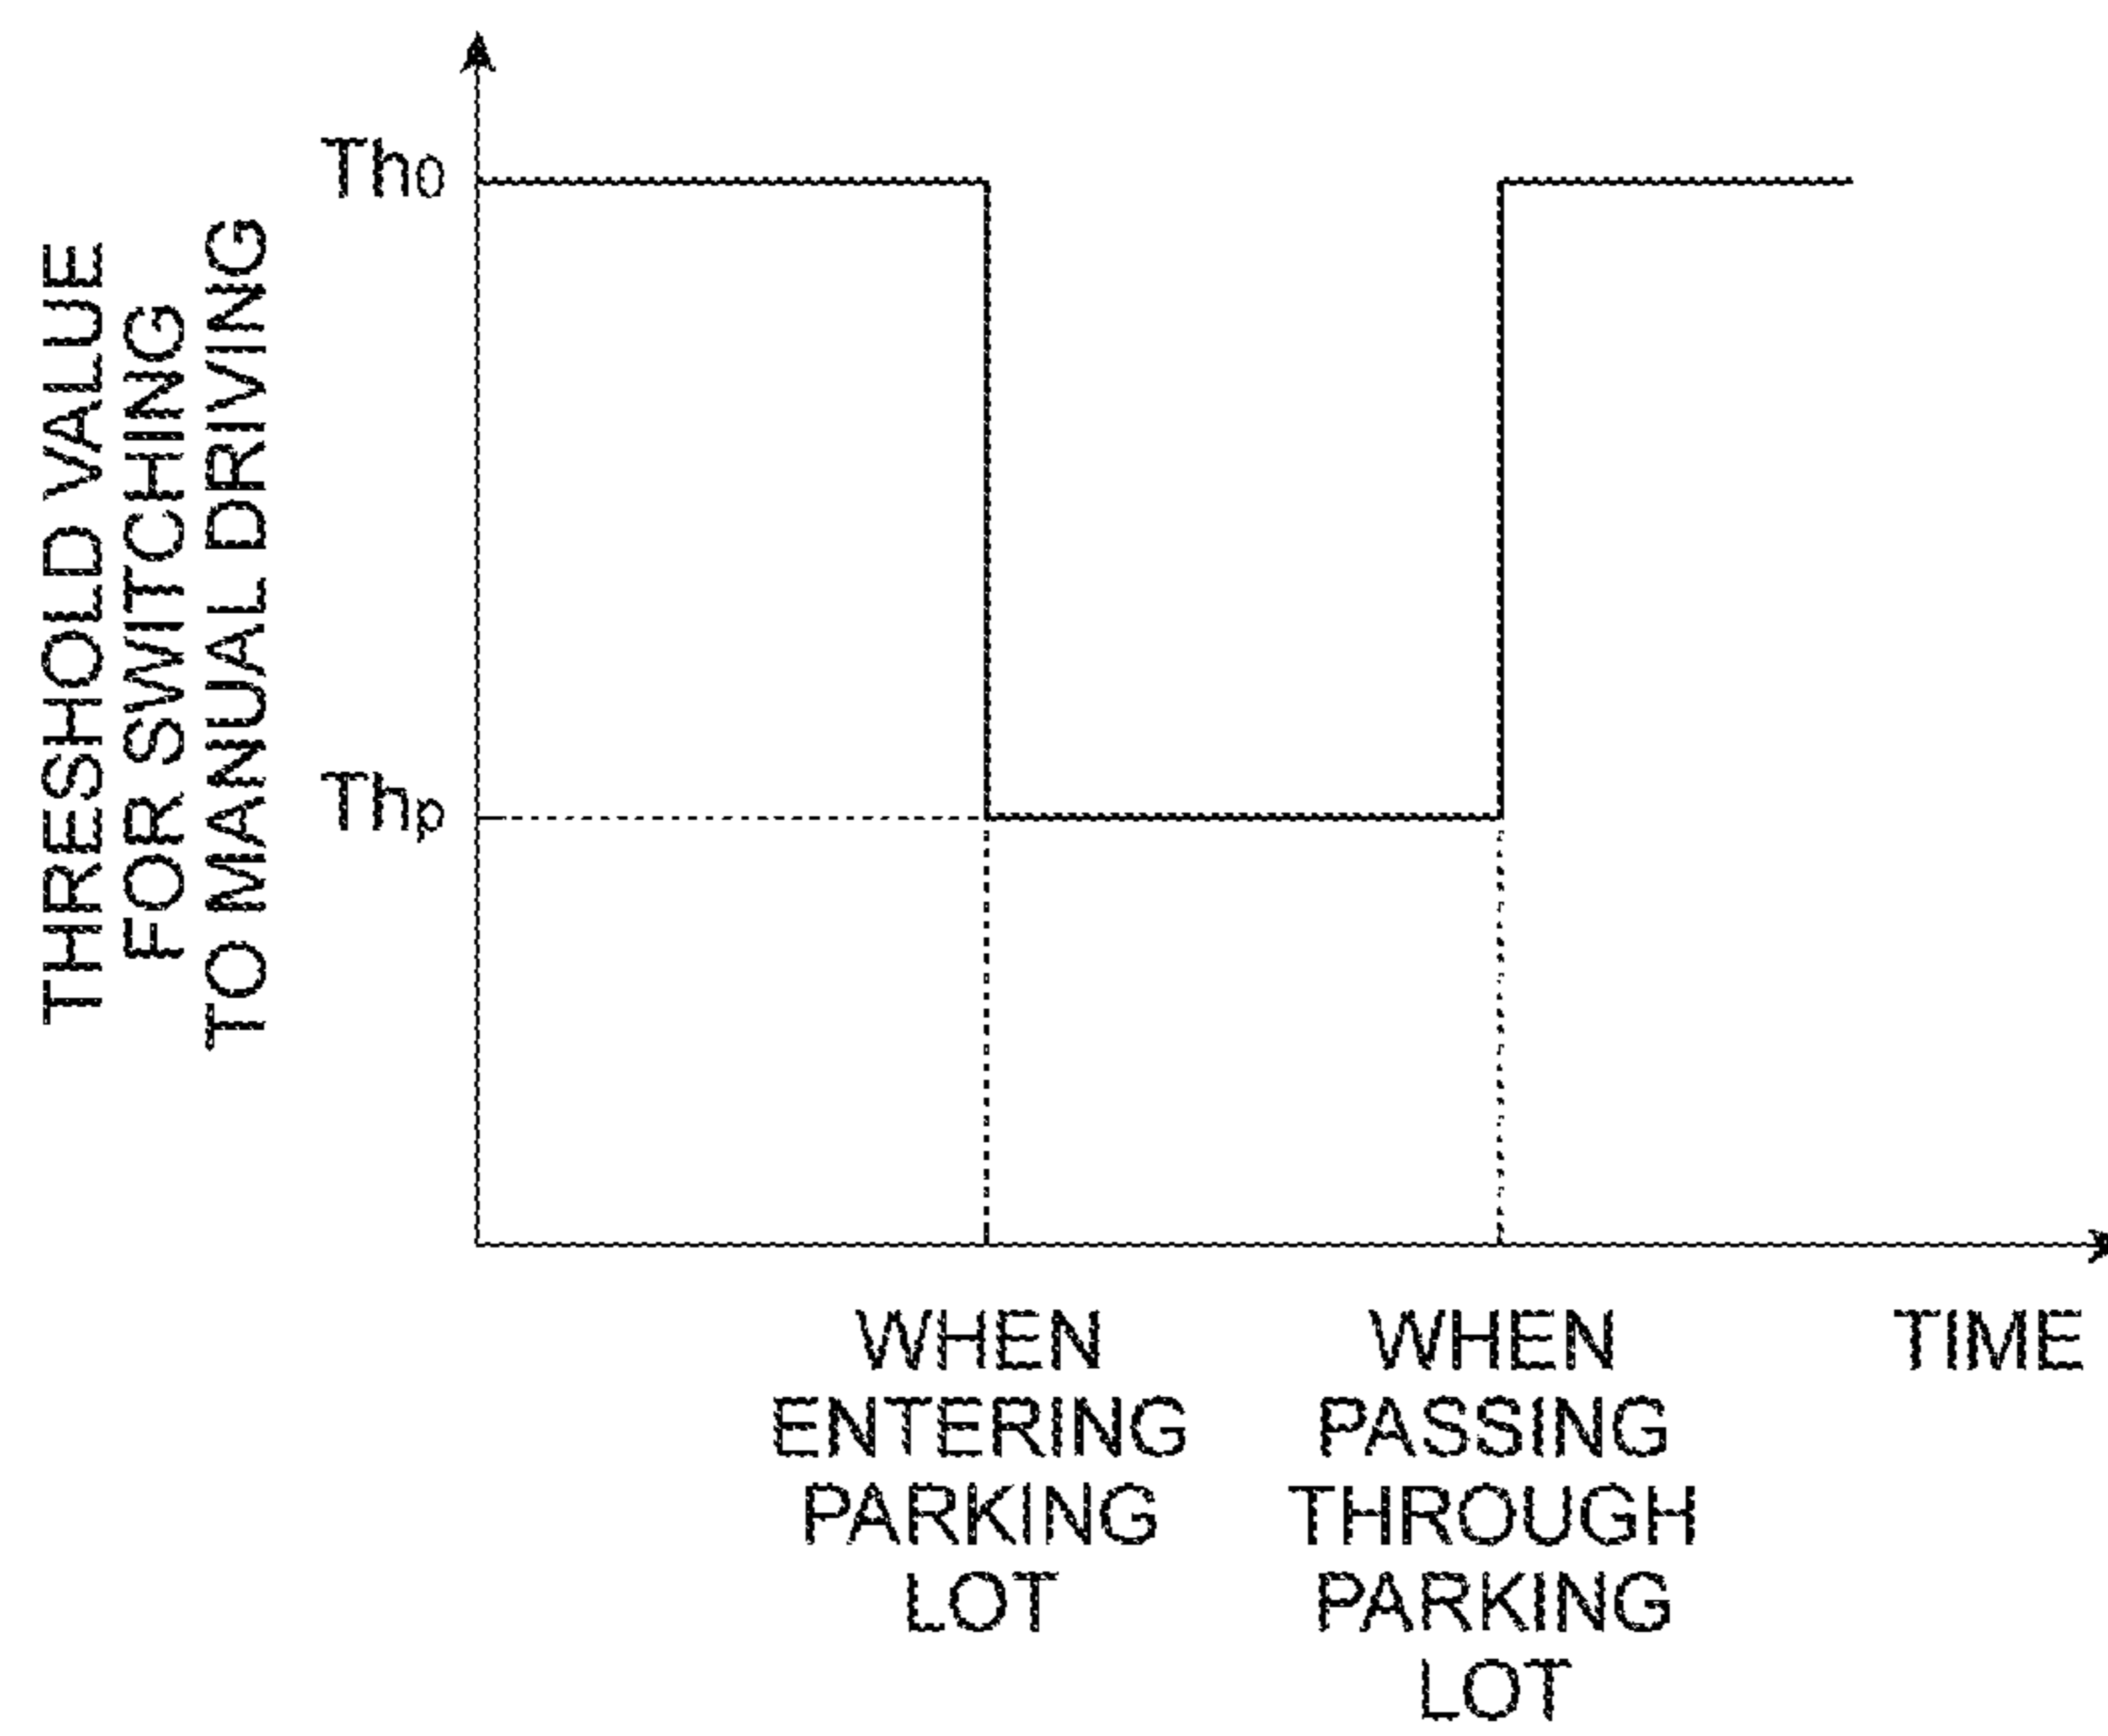 THRESHOLD VALUE
FOR SWITCHING
TO MANUAL DRIVING
Th0
Thp
WHEN
ENTERING
PARKING
LOT
WHEN
PASSING
THROUGH
PARKING
LOT
TIME